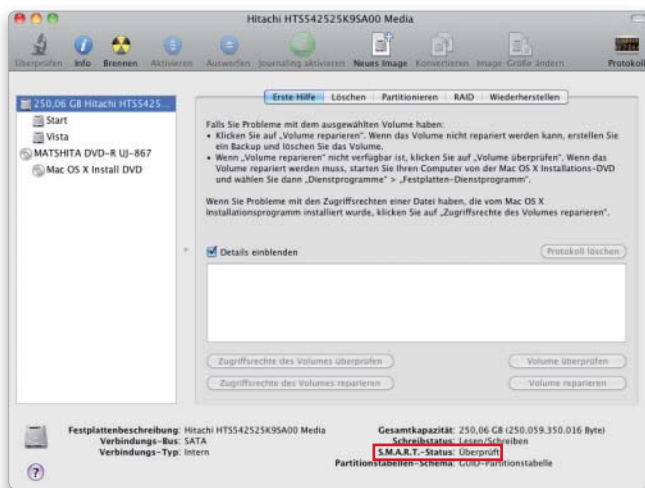 Hitachi HTS542525K9SA00 Media
Überprüfen Info Brennen Aktivieren Auswerfen Journaling aktivieren Neues Image Konvertieren Image-Größe ändern Protokoll
250,06 GB Hitachi HTS5425...
Start
Vista
MATSHITA DVD-R UJ-867
Mac OS X Install DVD
Erste Hilfe Löschen Partitionieren RAID Wiederherstellen
Falls Sie Probleme mit dem ausgewählten Volume haben:
• Klicken Sie auf „Volume reparieren“. Wenn das Volume nicht repariert werden kann, erstellen Sie
ein Backup und löschen Sie das Volume.
• Wenn „Volume reparieren“ nicht verfügbar ist, klicken Sie auf „Volume überprüfen“. Wenn das
Volume repariert werden muss, starten Sie Ihren Computer von der Mac OS X Installations-DVD
und wählen Sie dann „Dienstprogramme“ > „Festplatten-Dienstprogramm“.
Wenn Sie Probleme mit den Zugriffsrechten einer Datei haben, die vom Mac OS X
Installationsprogramm installiert wurde, klicken Sie auf „Zugriffsrechte des Volumes reparieren“.
Details einblenden
Protokoll löschen
Zugriffsrechte des Volumes überprüfen
Volume überprüfen
Zugriffsrechte des Volumes reparieren
Volume reparieren
Festplattenbeschreibung: Hitachi HTS542525K9SA00 Media
Verbindungs-Bus: SATA
Verbindungs-Typ: Intern
Gesamtkapazität: 250,06 GB (250.059.350.016 Byte)
Schreibstatus: Lesen/Schreiben
S.M.A.R.T.-Status: Überprüft
Partitionstabellen-Schema: GUID-Partitionstabelle
?